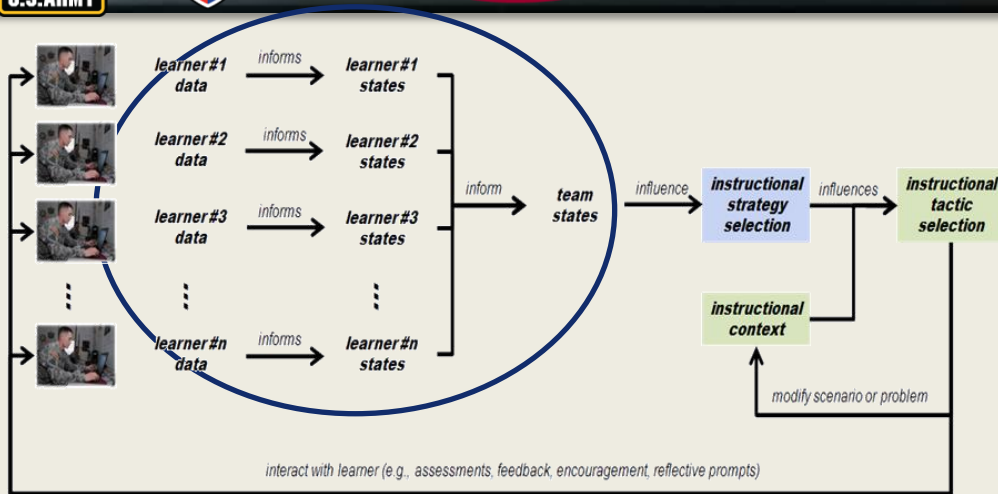 U.S.ARMY
learner#1
data
informs
learner#1
states
learner#2
data
informs
learner#2
states
learner#3
data
informs
learner#3
states
learner#n
data
informs
learner#n
states
inform
team
states
influence
instructional
strategy
selection
influences
instructional
tactic
selection
instructional
context
modify scenario or problem
interact with learner (e.g., assessments, feedback, encouragement, reflective prompts)